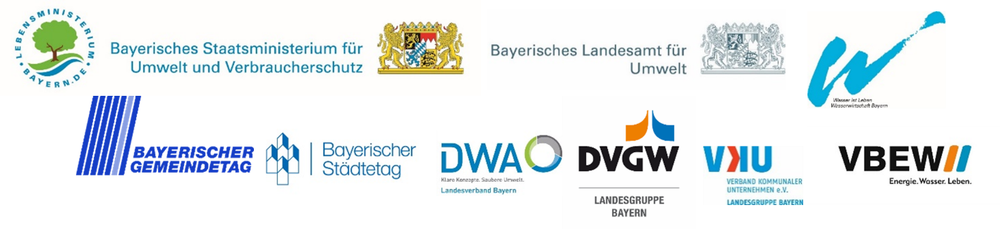 LEBENSMINISTERIUM
BAYERN.DE
Bayerisches Staatsministerium für
Umwelt und Verbraucherschutz
Bayerisches Landesamt für
Umwelt
W
Wasser ist Leben
Wasserwirtschaft Bayern
BAYERISCHER
GEMEINDETAG
Bayerischer
Städtetag
DWA
Klare Konzepte. Saubere Umwelt.
Landesverband Bayern
DVGW
LANDESGRUPPE
BAYERN
VKU
VERBAND KOMMUNALER
UNTERNEHMEN e.V.
LANDESGRUPPE BAYERN
VBEW
Energie. Wasser. Leben.